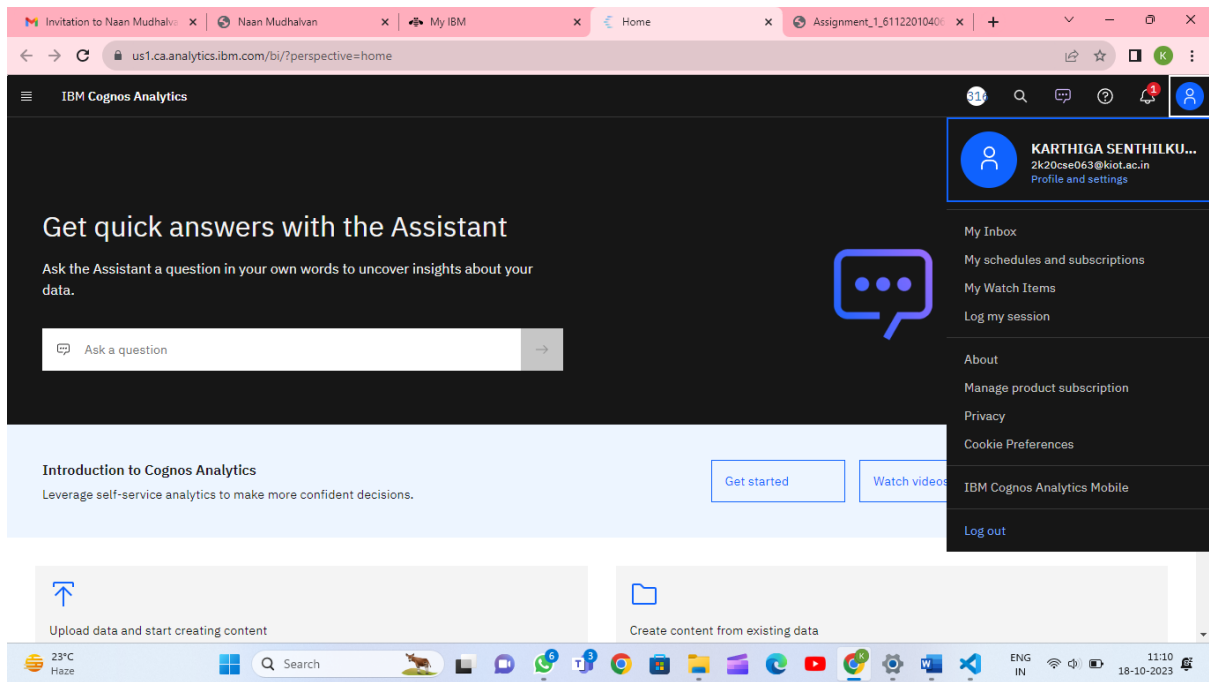 Invitation to Naan Mudhalva
Naan Mudhalvan
My IBM
Home
Assignment_1_61122010406
us1.ca.analytics.ibm.com/bi/?perspective=home
K
IBM Cognos Analytics
316
1
KARTHIGA SENTHILKU...
2k20cse063@kiot.ac.in
Profile and settings
My Inbox
My schedules and subscriptions
My Watch Items
Log my session
About
Manage product subscription
Privacy
Cookie Preferences
IBM Cognos Analytics Mobile
Log out
Get quick answers with the Assistant
Ask the Assistant a question in your own words to uncover insights about your
data.
Ask a question
Introduction to Cognos Analytics
Leverage self-service analytics to make more confident decisions.
Get started
Watch videos
Upload data and start creating content
Create content from existing data
23°C
Haze
Search
6
3
K
ENG
IN
11:10
18-10-2023